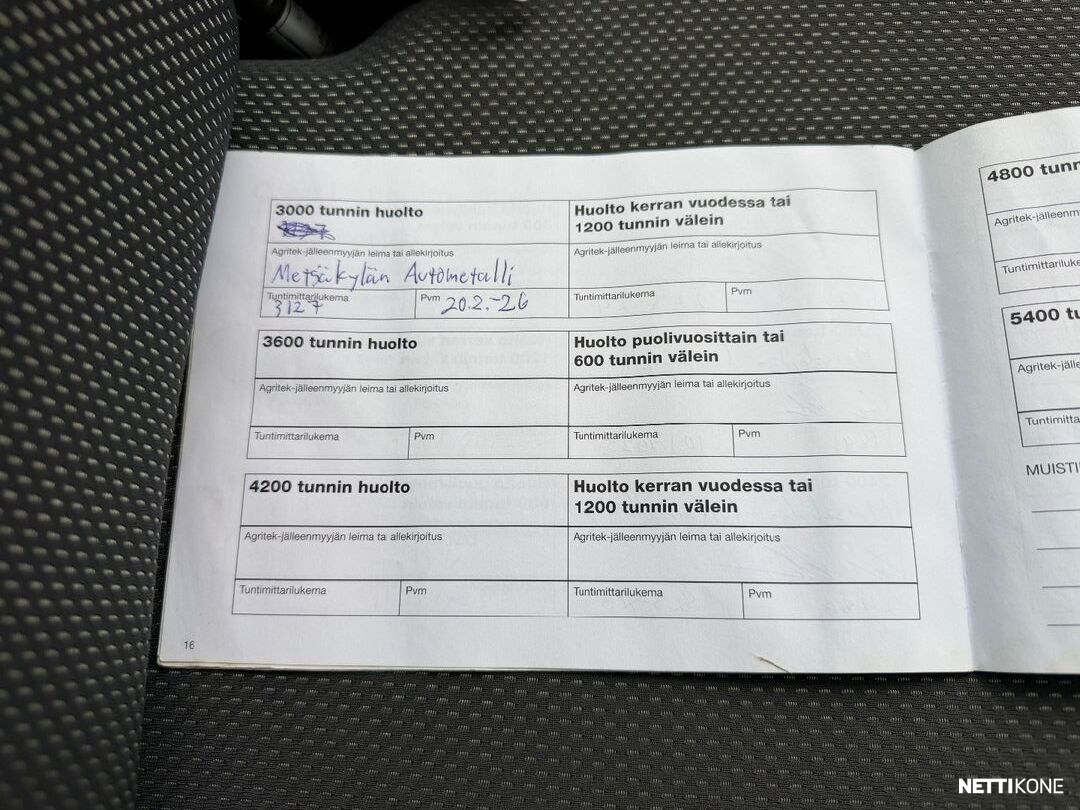 3000 tunnin huolto
Agritek-jälleenmyyjän leima tai allekirjoitus
Metsäkylän Autometalli
Tuntimittarilukema
3127
Pvm 20.2.-26
Huolto kerran vuodessa tai
1200 tunnin välein
Agritek-jälleenmyyjän leima tai allekirjoitus
Tuntimittarilukema
Pvm
3600 tunnin huolto
Agritek-jälleenmyyjän leima tai allekirjoitus
Tuntimittarilukema
Pvm
Huolto puolivuosittain tai
600 tunnin välein
Agritek-jälleenmyyjän leima tai allekirjoitus
Tuntimittarilukema
Pvm
4200 tunnin huolto
Agritek-jälleenmyyjän leima ta allekirjoitus
Tuntimittarilukema
Pvm
Huolto kerran vuodessa tai
1200 tunnin välein
Agritek-jälleenmyyjän leima tai allekirjoitus
Tuntimittarilukema
Pvm
16
4800 tunn
Agritek-jälleenm
Tuntimittariluke
5400 tu
Agritek-jälle
Tuntimitta
MUISTI
NETTIKONE